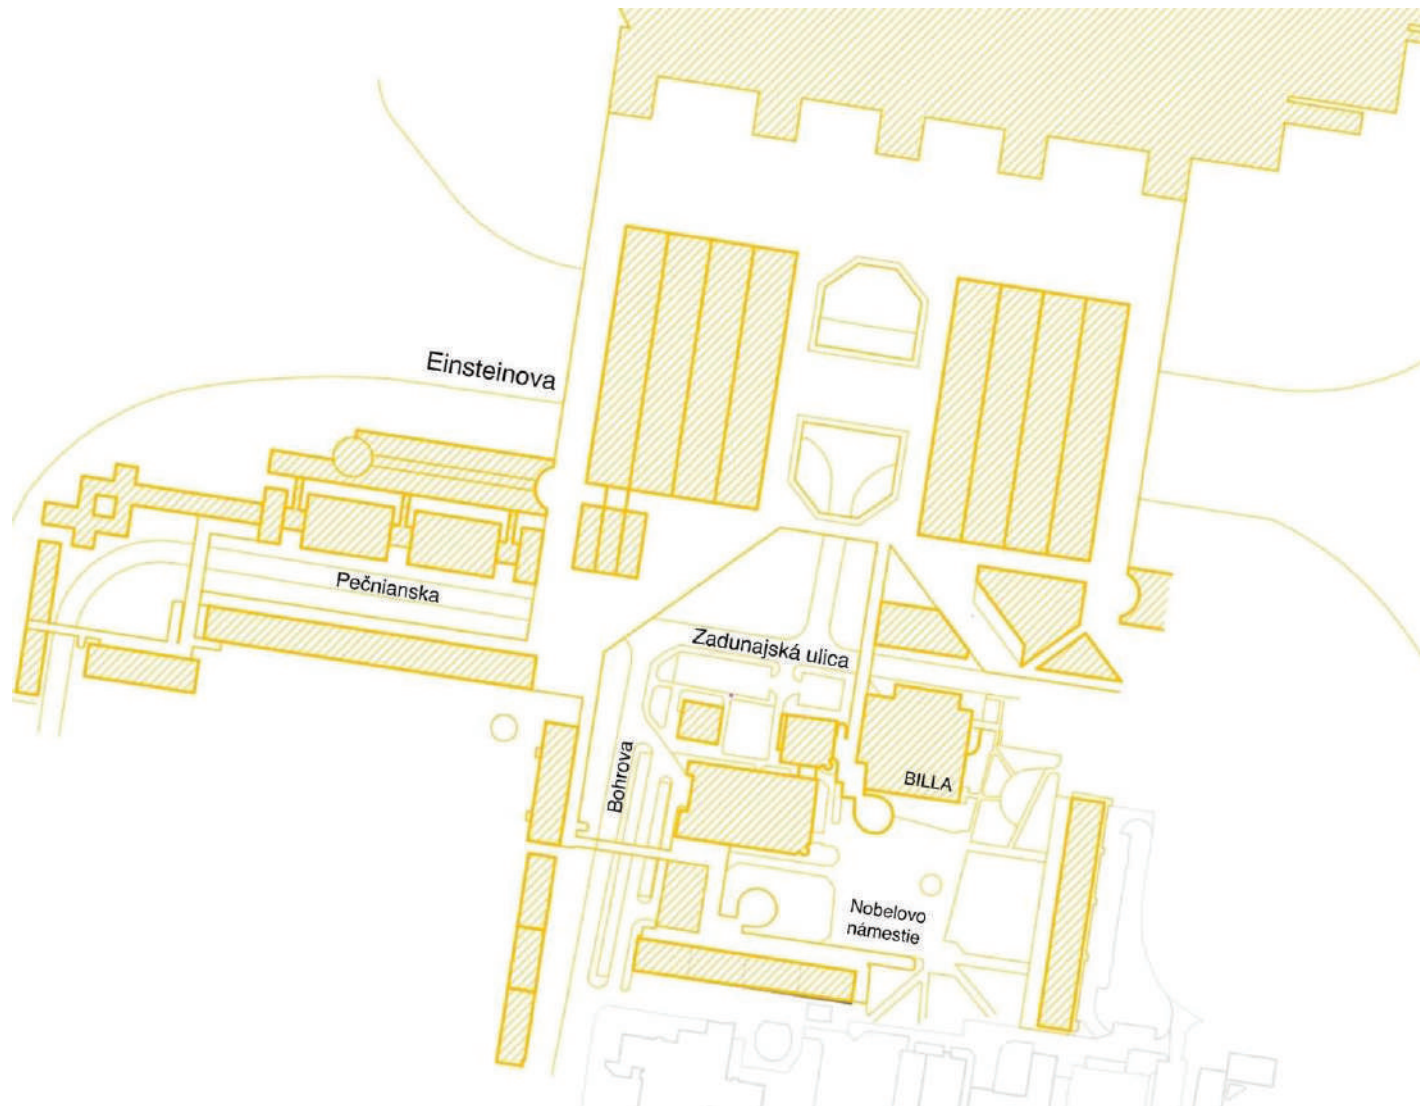 Einsteinova
Pečnianska
Zadunajská ulica
Bohrova
BILLA
Nobelovo
námestie